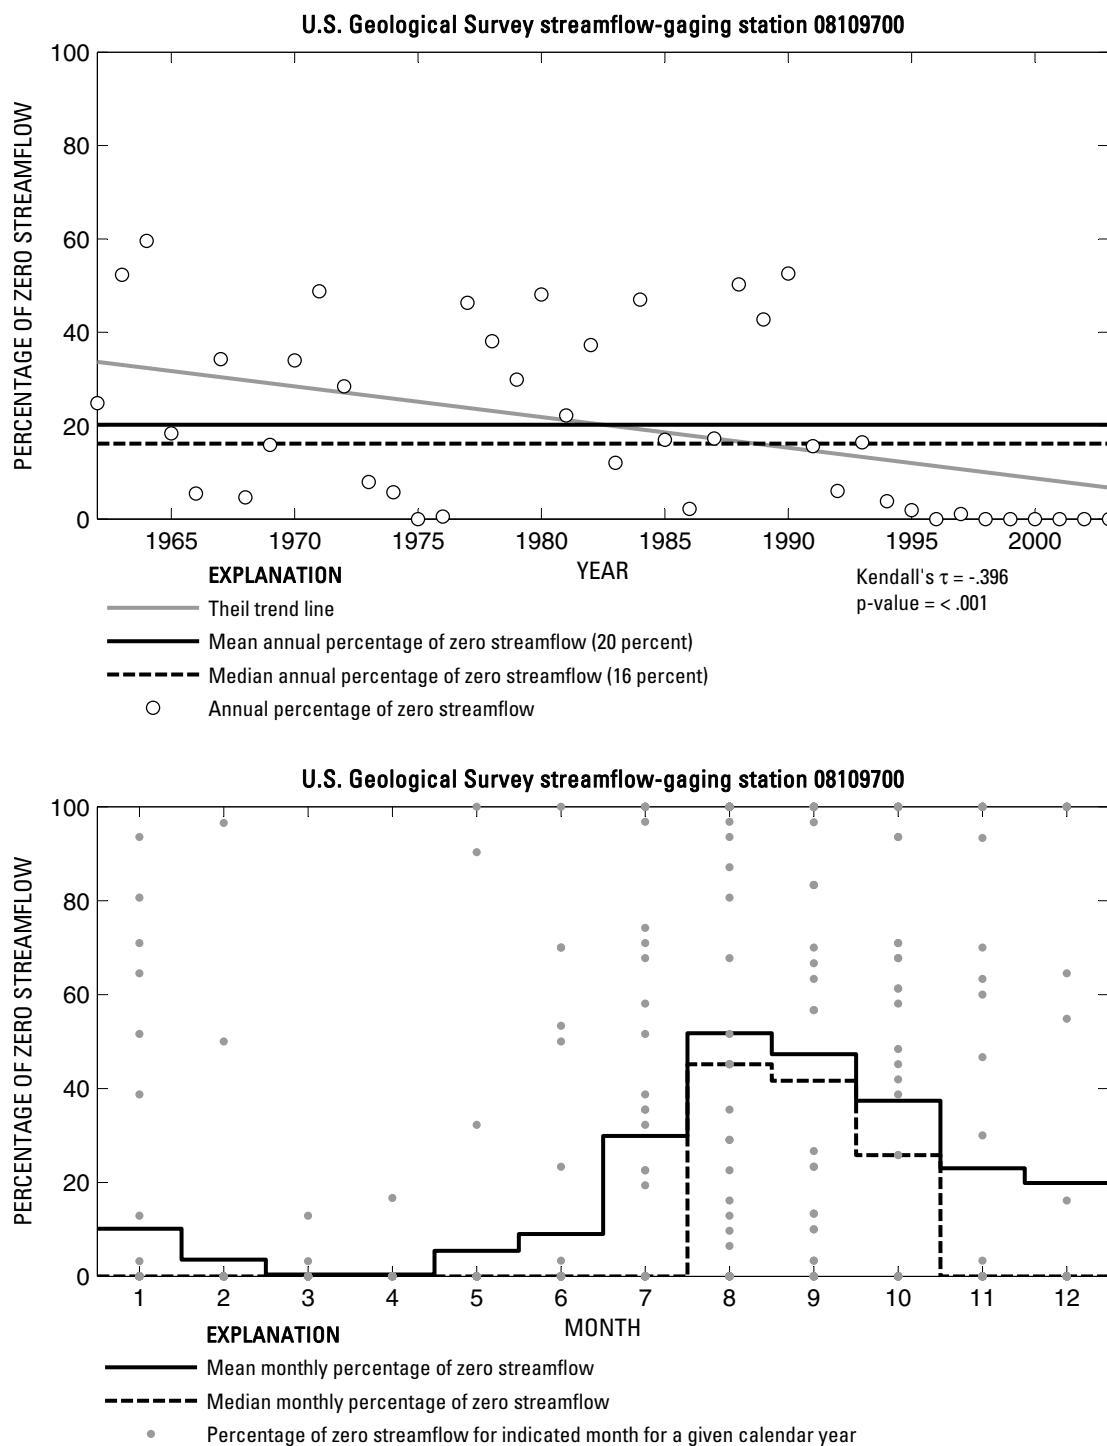 U.S. Geological Survey streamflow-gaging station 08109700
PERCENTAGE OF ZERO STREAMFLOW
100
80
60
40
20
0
1965 1970 1975 1980 1985 1990 1995 2000
YEAR
Kendall's τ = -.396
p-value = < .001
EXPLANATION
Theil trend line
Mean annual percentage of zero streamflow (20 percent)
Median annual percentage of zero streamflow (16 percent)
Annual percentage of zero streamflow
U.S. Geological Survey streamflow-gaging station 08109700
PERCENTAGE OF ZERO STREAMFLOW
100
80
60
40
20
0
1 2 3 4 5 6 7 8 9 10 11 12
MONTH
EXPLANATION
Mean monthly percentage of zero streamflow
Median monthly percentage of zero streamflow
Percentage of zero streamflow for indicated month for a given calendar year